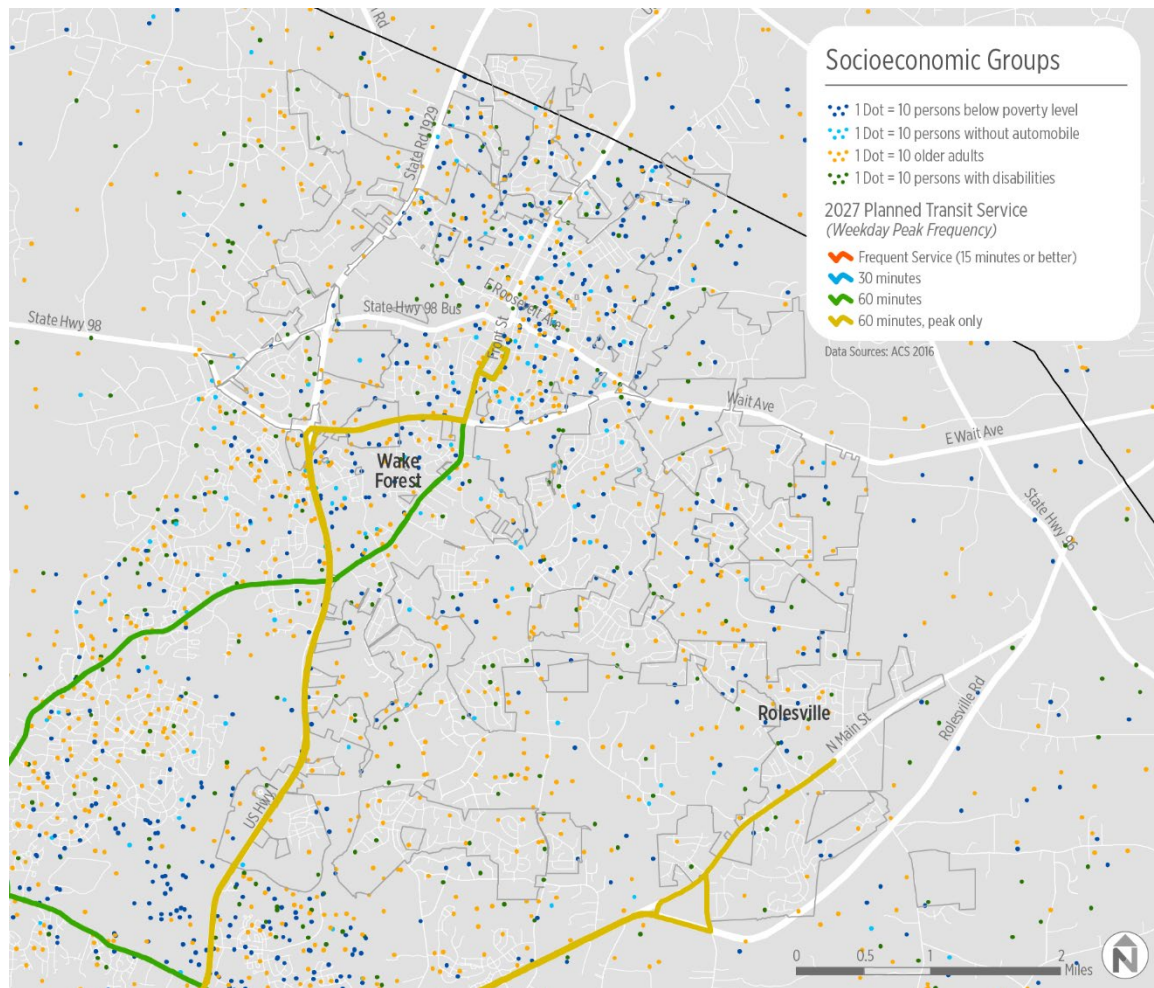 Socioeconomic Groups
1 Dot = 10 persons below poverty level
1 Dot = 10 persons without automobile
1 Dot = 10 older adults
1 Dot = 10 persons with disabilities
2027 Planned Transit Service
(Weekday Peak Frequency)
Frequent Service (15 minutes or better)
30 minutes
60 minutes
60 minutes, peak only
Data Sources: ACS 2016
Rd
State Rd 1929
E Roosevelt Ave
State Hwy 98 Bus
State Hwy 98
Front St
Wait Ave
E Wait Ave
Wake
Forest
State Hwy 96
Rolesville
N Main St
Rolesville Rd
US Hwy 1
0 0.5 1 2
Miles
N